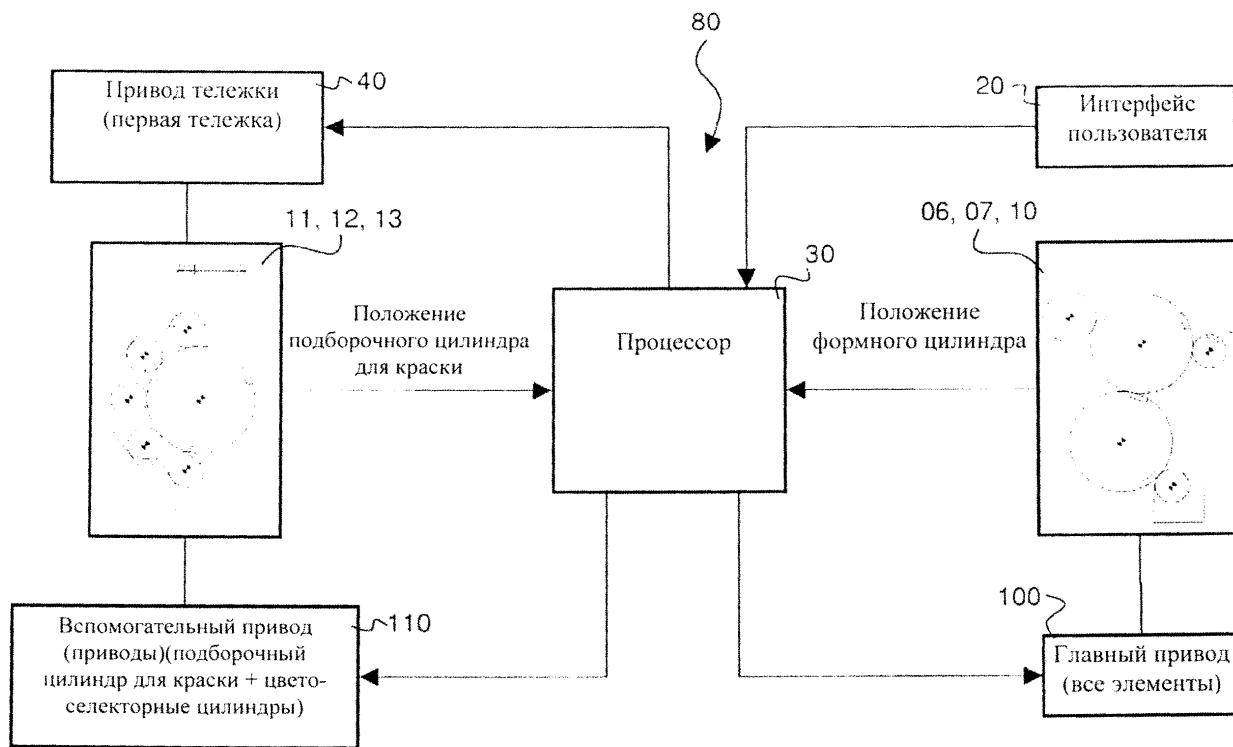 80
40
Привод тележки
(первая тележка)
20
Интерфейс
пользователя
11, 12, 13
06, 07, 10
30
Положение
подборочного цилиндра
для краски
Процессор
Положение
формного цилиндра
110
Вспомогательный привод
(приводы)(подборочный
цилиндр для краски + цвето-
селекторные цилиндры)
100
Главный привод
(все элементы)